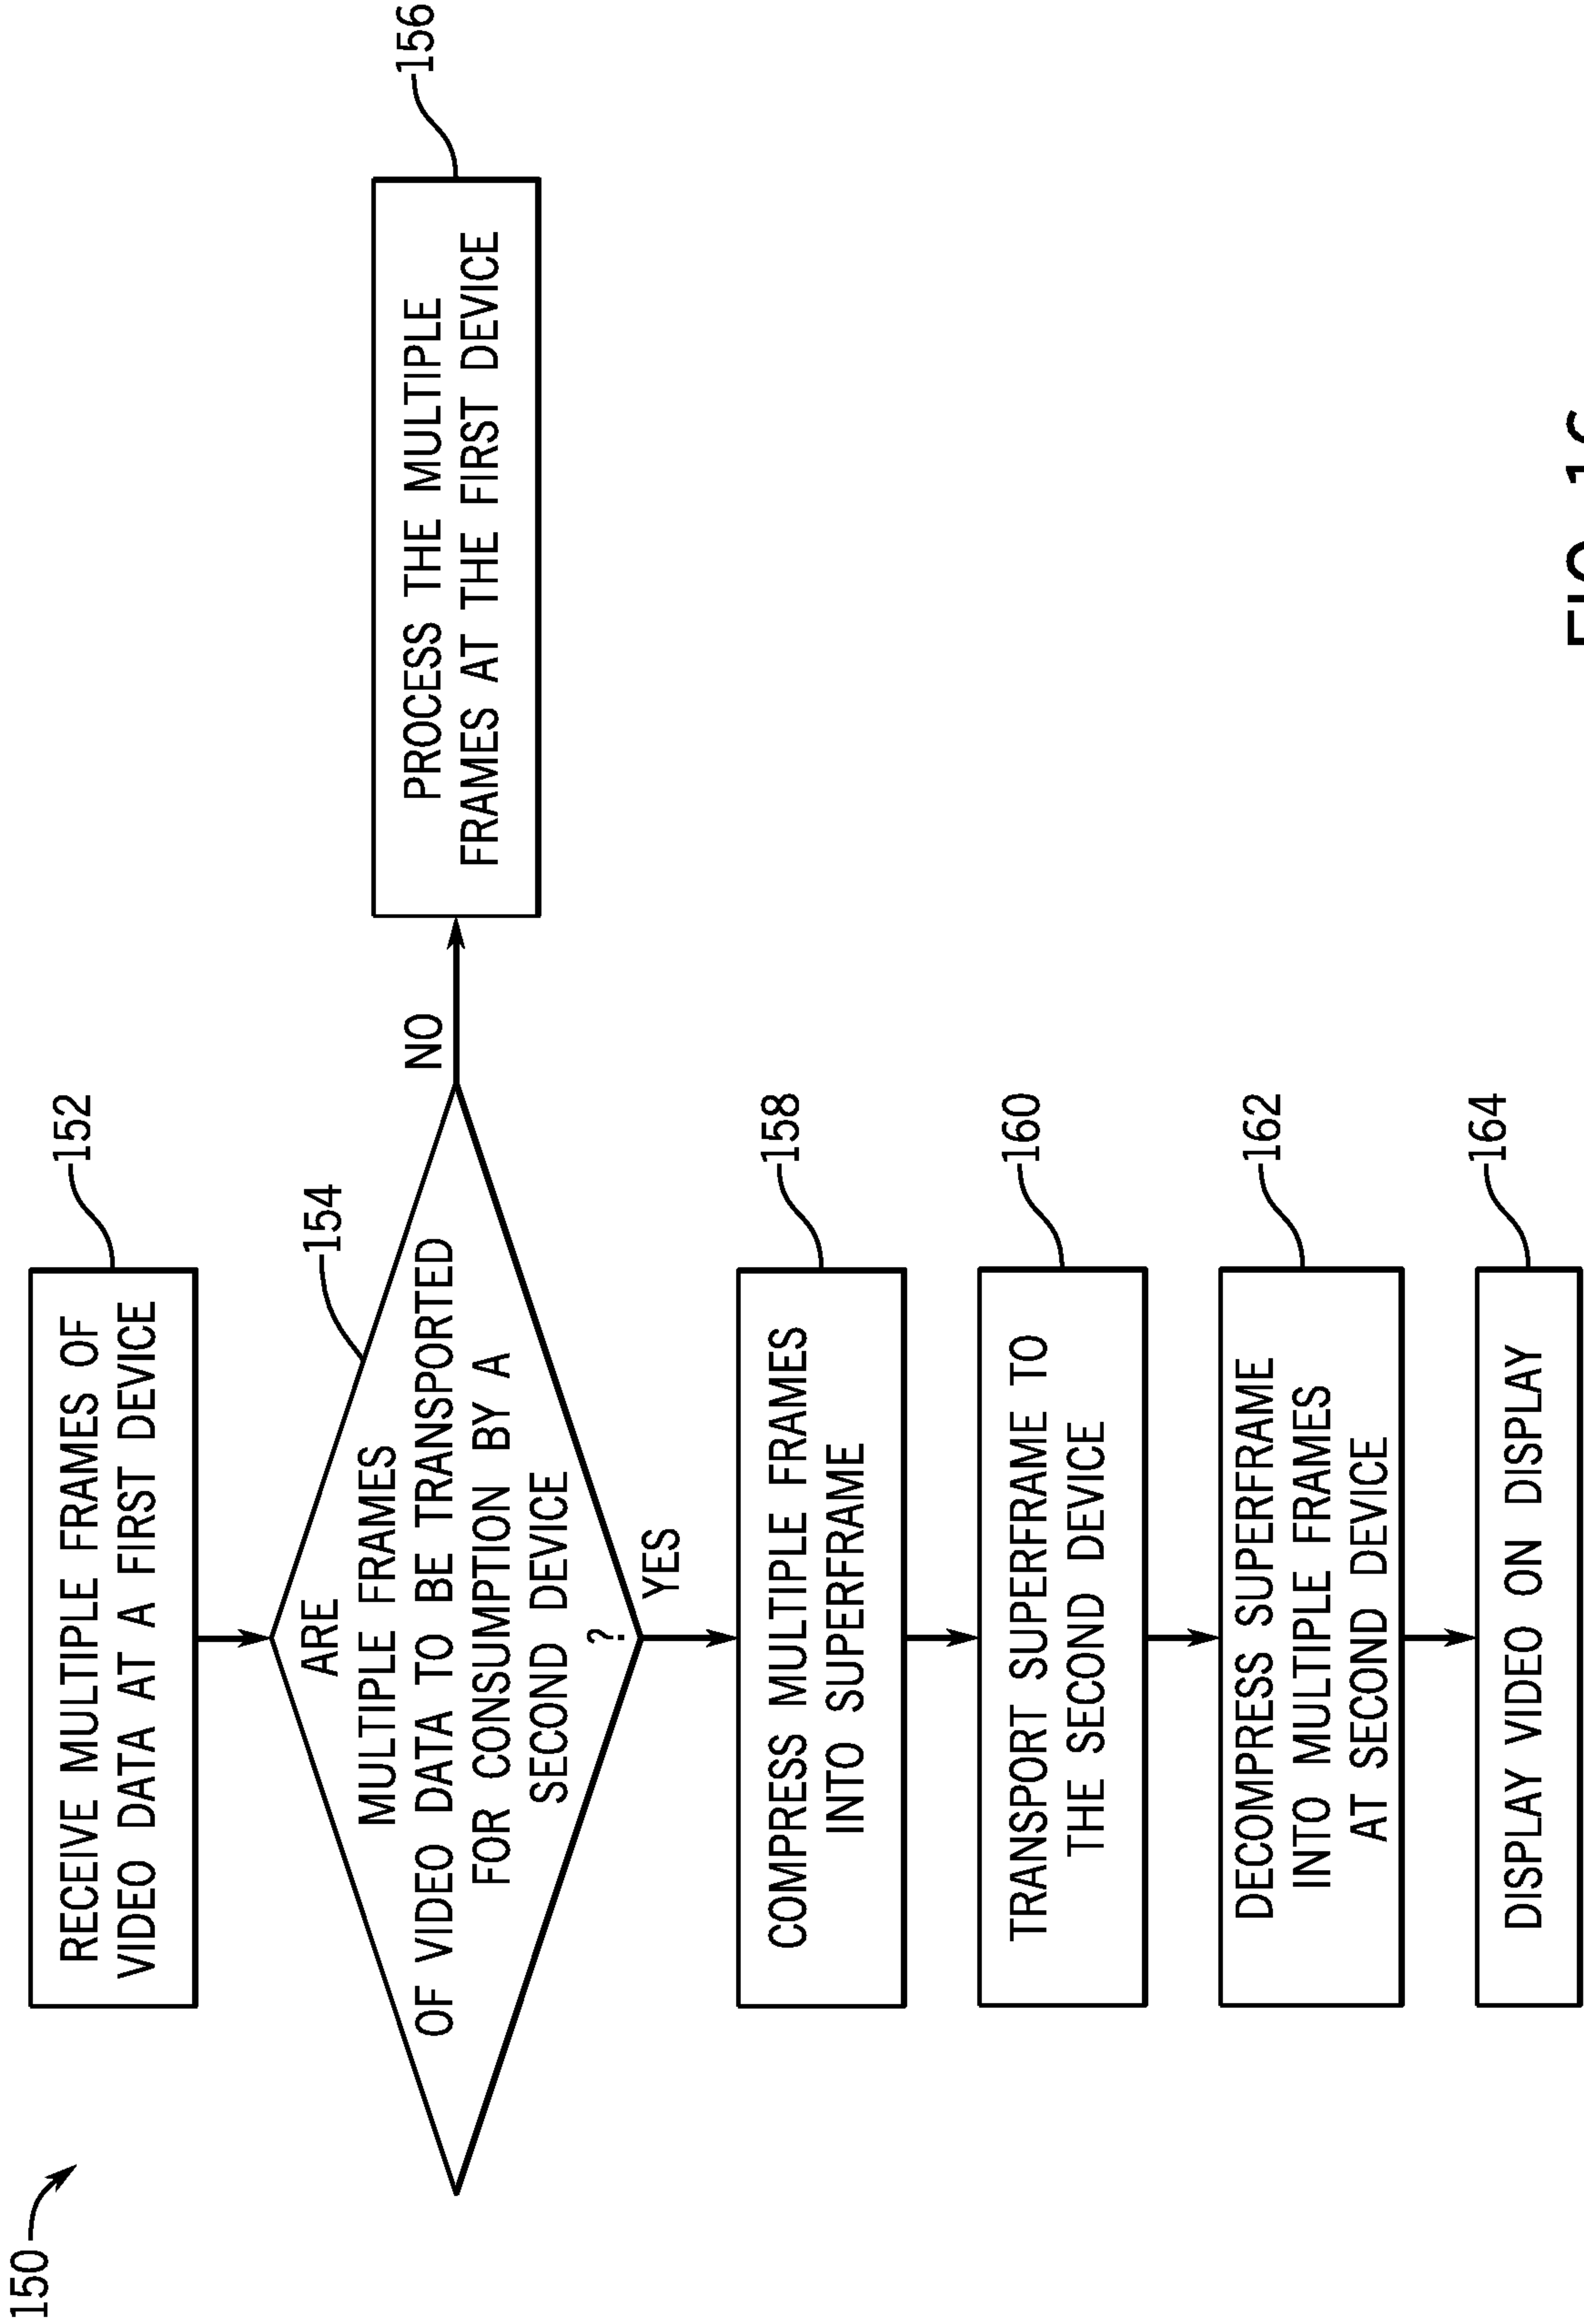 150
RECEIVE MULTIPLE FRAMES OF
VIDEO DATA AT A FIRST DEVICE
152
154
ARE
MULTIPLE FRAMES
OF VIDEO DATA TO BE TRANSPORTED
FOR CONSUMPTION BY A
SECOND DEVICE
?
NO
PROCESS THE MULTIPLE
FRAMES AT THE FIRST DEVICE
156
YES
COMPRESS MULTIPLE FRAMES
INTO SUPERFRAME
158
TRANSPORT SUPERFRAME TO
THE SECOND DEVICE
160
DECOMPRESS SUPERFRAME
INTO MULTIPLE FRAMES
AT SECOND DEVICE
162
DISPLAY VIDEO ON DISPLAY
164